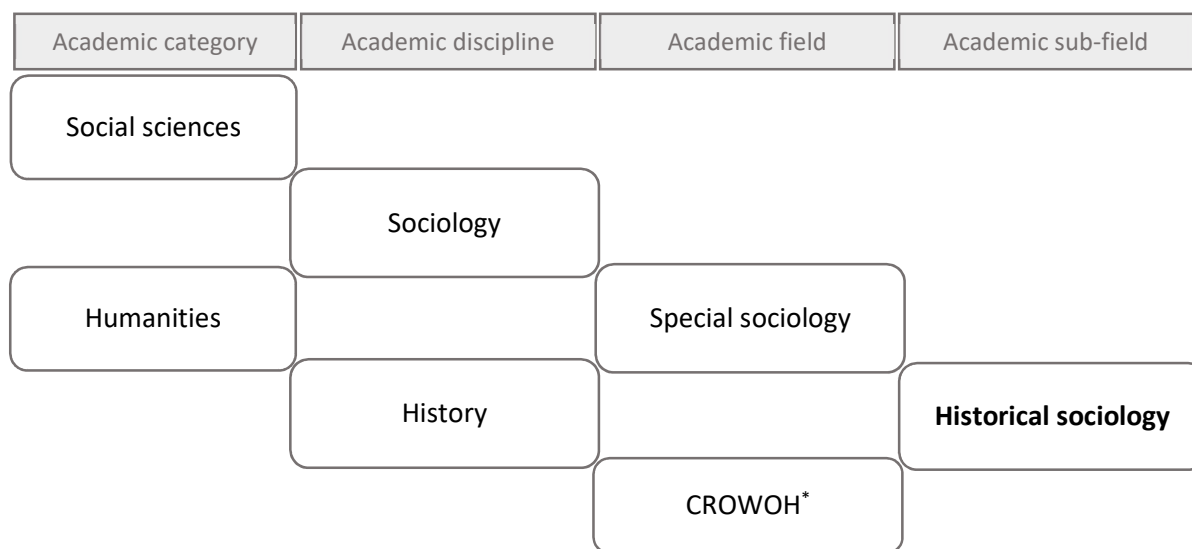 Academic category Academic discipline Academic field Academic sub-field
Social sciences
Sociology
Humanities Special sociology
History Historical sociology
CROWOH*